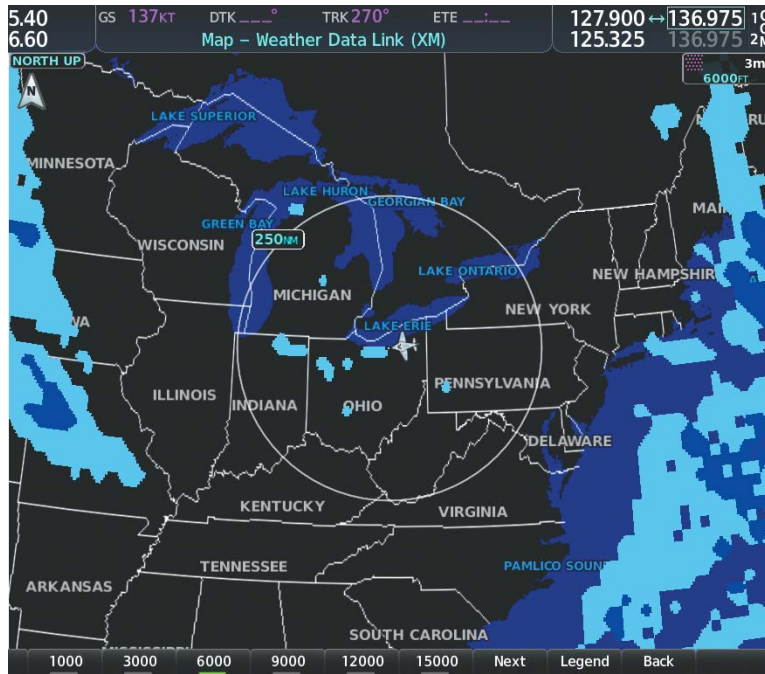 5.40 GS 137KT DTK ___° TRK 270° ETE __:__ 127.900 ↔ 136.975
6.60 Map – Weather Data Link (XM) 125.325 136.975
NORTH UP
3m
6000FT
N
LAKE SUPERIOR
MINNESOTA
LAKE HURON
GEORGIAN BAY
MAI
GREEN BAY
250NM
WISCONSIN
LAKE ONTARIO
NEW HAMPSHIR
MICHIGAN
NEW YORK
WA
LAKE ERIE
PENNSYLVANIA
ILLINOIS
INDIANA
OHIO
DELAWARE
KENTUCKY
VIRGINIA
TENNESSEE
PAMLICO SOUN
ARKANSAS
SOUTH CAROLINA
1000 3000 6000 9000 12000 15000 Next Legend Back